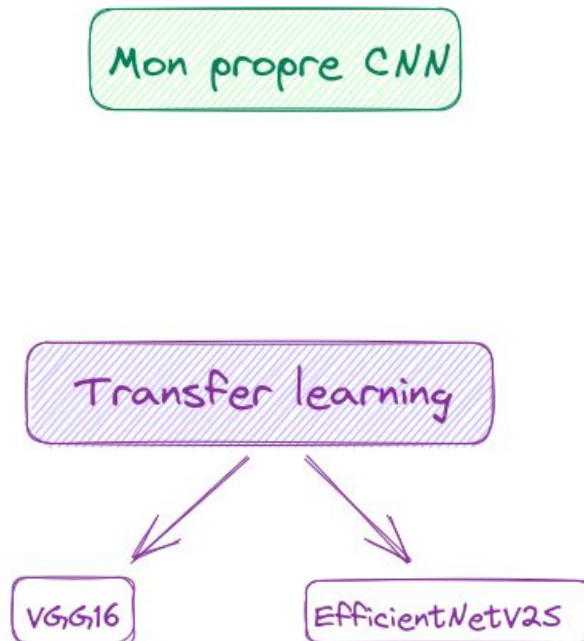 Mon propre CNN
Transfer learning
VGG16
EfficientNetV2S